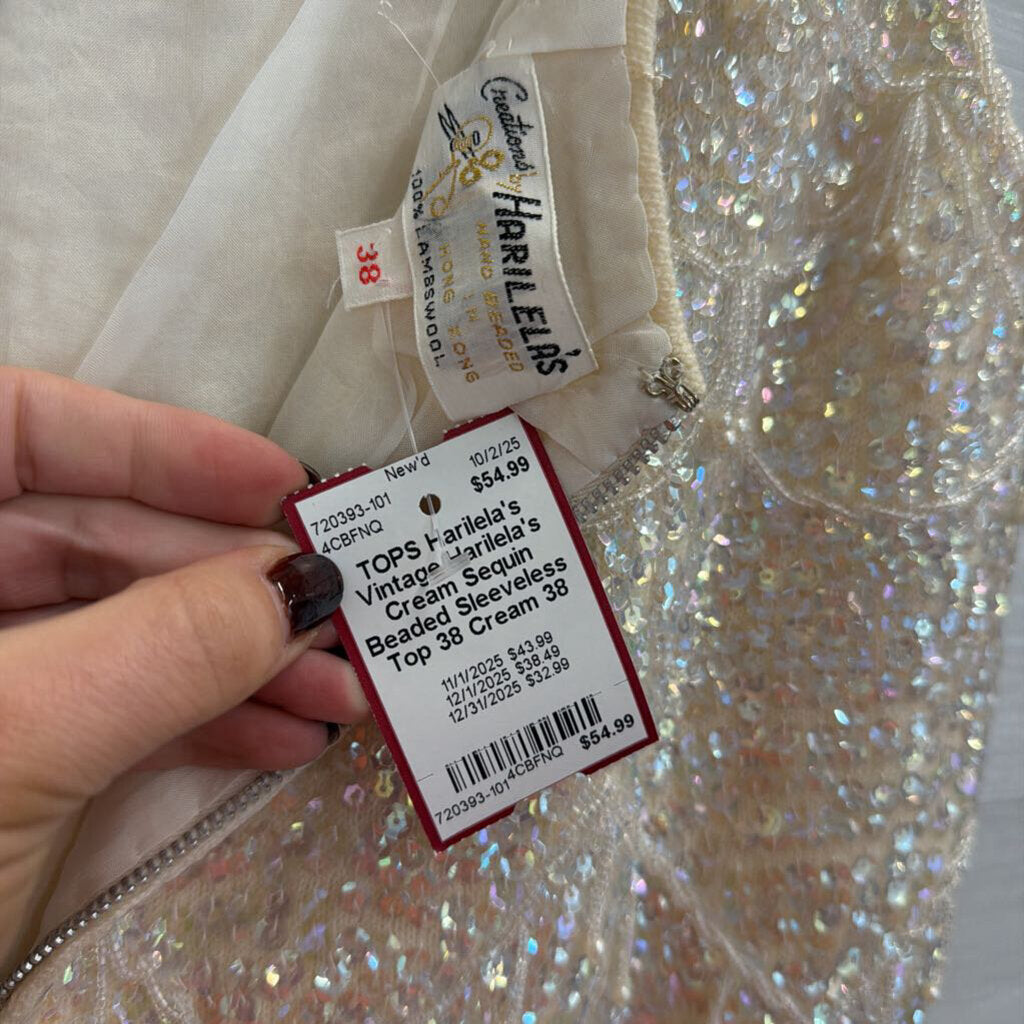 Creations by
HARILELA'S
HAND BEADED
IN
HONG KONG
100% LAMBSWOOL
38
New'd
10/2/25
720393-101
$54.99
4CBFNQ
TOPS Harilela's
Vintage Harilela's
Cream Sequin
Beaded Sleeveless
Top 38 Cream 38
11/1/2025 $43.99
12/1/2025 $38.49
12/31/2025 $32.99
720393-101 4CBFNQ $54.99